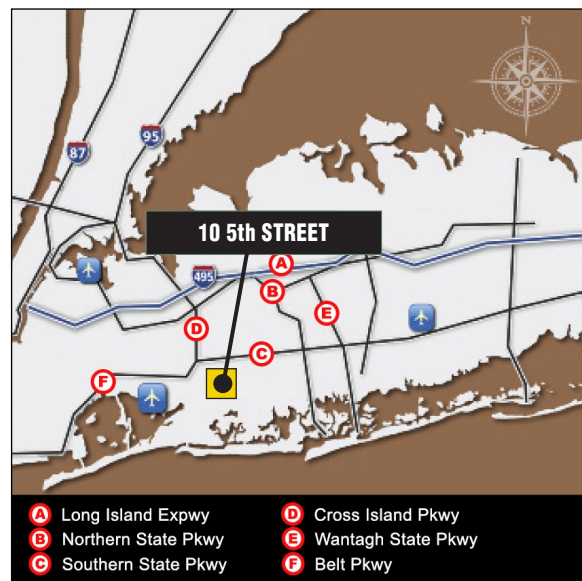 95
87
10 5th STREET
A
495
B
E
D
C
F
A Long Island Expwy
B Northern State Pkwy
C Southern State Pkwy
D Cross Island Pkwy
E Wantagh State Pkwy
F Belt Pkwy